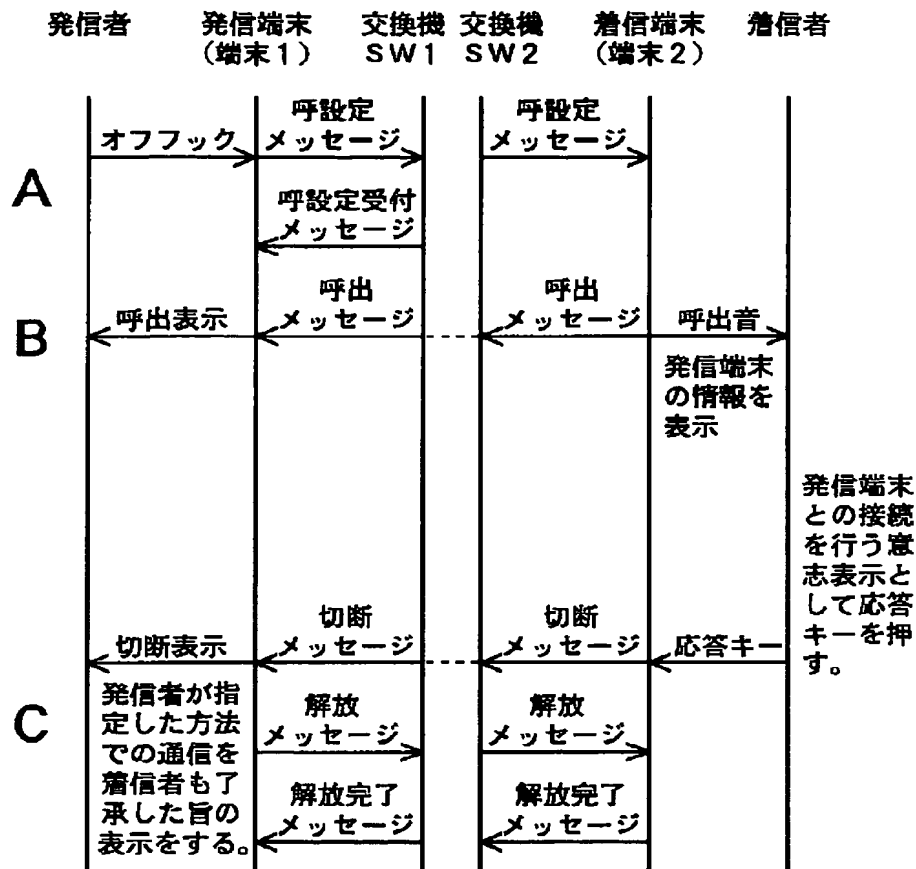 発信者 発信端末 交換機 交換機 着信端末 着信者
(端末1) SW1 SW2 (端末2)
呼設定 呼設定
オフフック メッセージ メッセージ
A
呼設定受付
メッセージ
呼出 呼出
B 呼出表示 メッセージ メッセージ 呼出音
発信端末
の情報を
表示
発信端末
との接続
を行う意
志表示と
して応答
キーを押
す。
切断 切断
切断表示 メッセージ メッセージ 応答キー
C
発信者が指
定した方法
での通信を
着信者も了
承した旨の
表示をする。
解放 解放
メッセージ メッセージ
解放完了 解放完了
メッセージ メッセージ